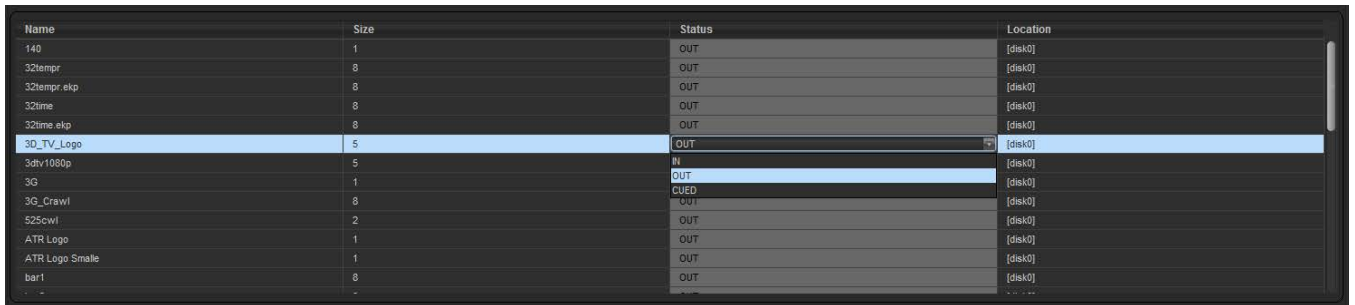 Name Size Status Location
140 1 OUT [disk0]
32tempr 8 OUT [disk0]
32tempr.ekp 8 OUT [disk0]
32time 8 OUT [disk0]
32time.ekp 8 OUT [disk0]
3D_TV_Logo 5 OUT [disk0]
3dtv1080p 5 IN [disk0]
3G 1 OUT [disk0]
CUED
3G_Crawl 8 OUT [disk0]
525cwl 2 OUT [disk0]
ATR Logo 1 OUT [disk0]
ATR Logo Smalle 1 OUT [disk0]
bar1 8 OUT [disk0]